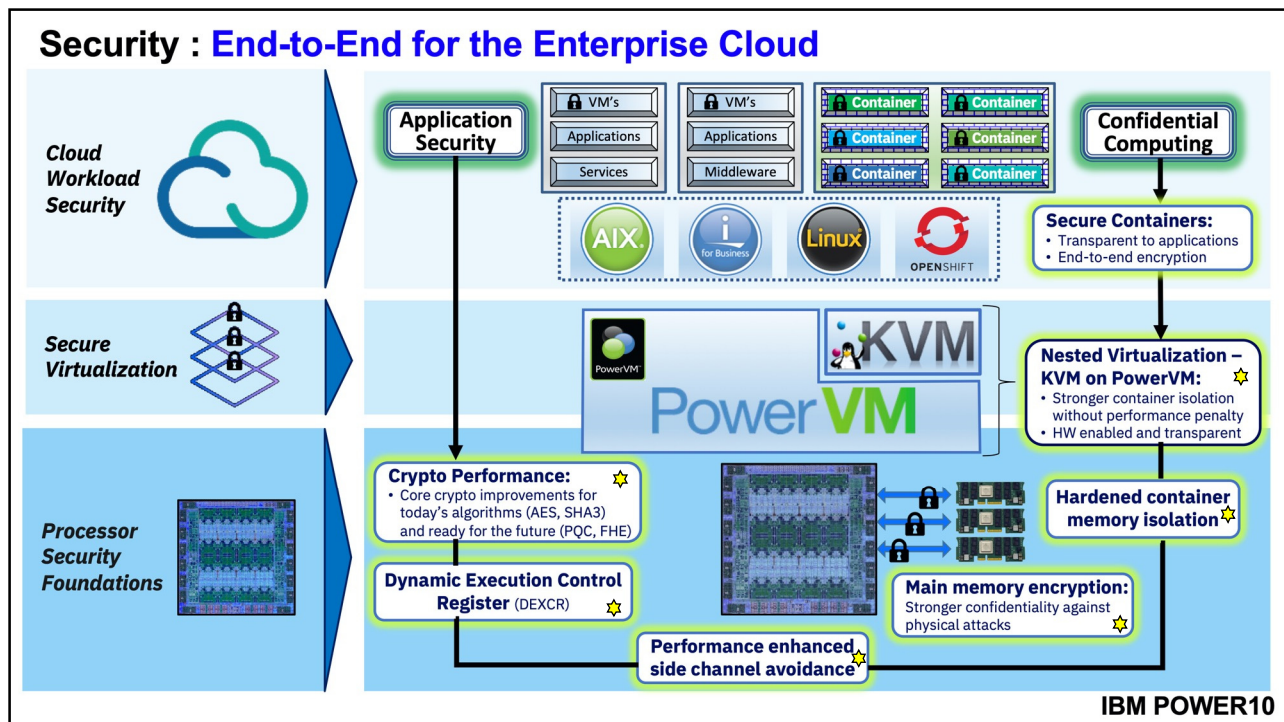 Security : End-to-End for the Enterprise Cloud
Cloud
Workload
Security
Application
Security
VM's
Applications
Services
VM's
Applications
Middleware
Container
Container
Container
Container
Container
Container
Confidential
Computing
AIX
i
for Business
Linux
OPENSHIFT
Secure Containers:
• Transparent to applications
• End-to-end encryption
Secure
Virtualization
PowerVM
KVM
Power VM
Nested Virtualization –
KVM on PowerVM:
• Stronger container isolation
without performance penalty
• HW enabled and transparent
Processor
Security
Foundations
Crypto Performance:
• Core crypto improvements for
today's algorithms (AES, SHA3)
and ready for the future (PQC, FHE)
Dynamic Execution Control
Register (DEXCR)
Hardened container
memory isolation
Main memory encryption:
Stronger confidentiality against
physical attacks
Performance enhanced
side channel avoidance
IBM POWER10